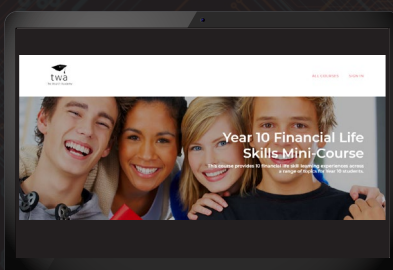 twa
ALL COURSES SIGN IN
Year 10 Financial Life
Skills Mini-Course
This course provides 10 financial life skill learning experiences across
a range of topics for Year 10 students.